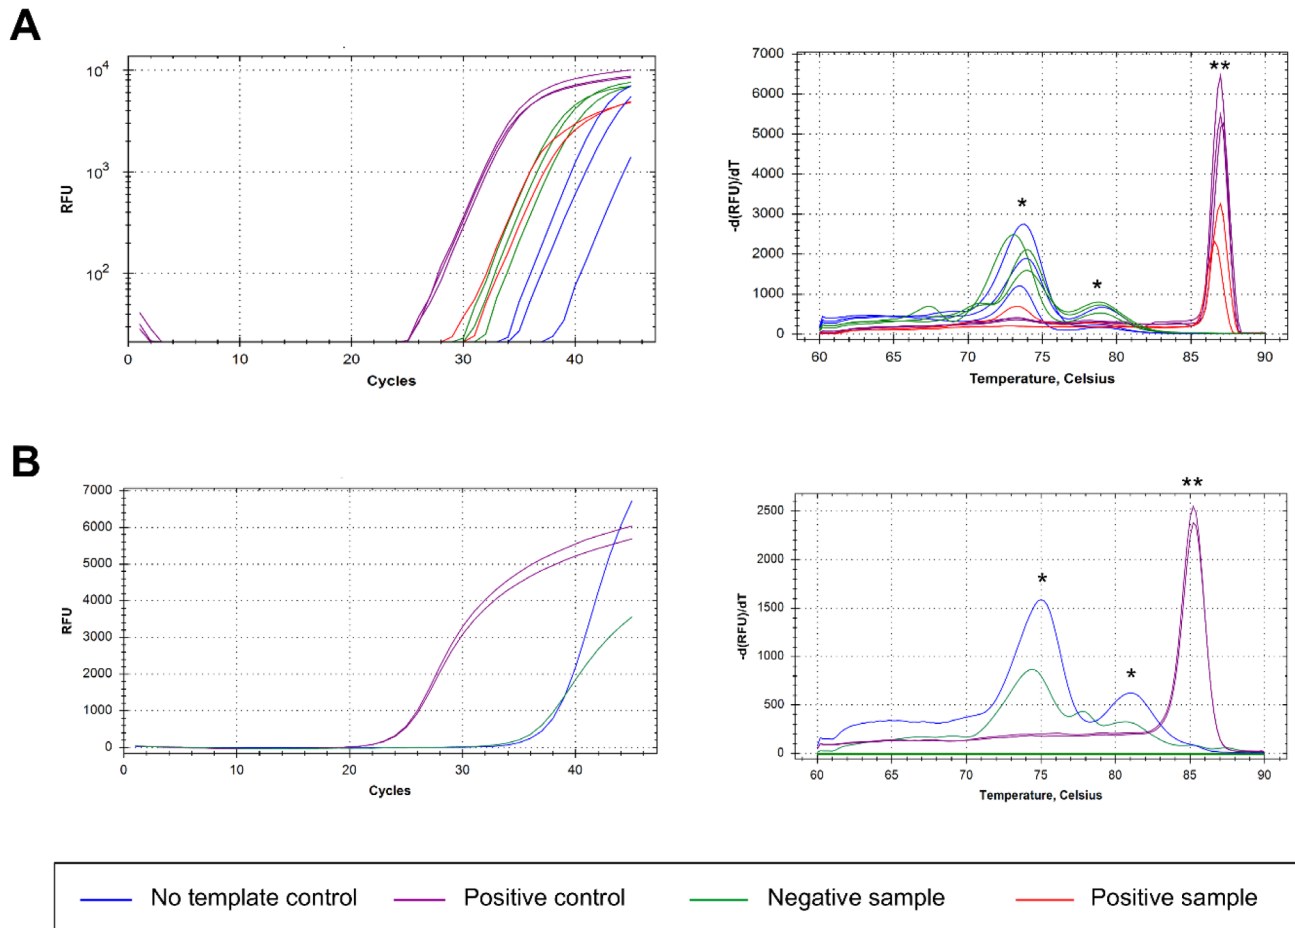 A
10^4
10^3
10^2
RFU
0 10 20 30 40
Cycles
7000
6000
5000
4000
3000
2000
1000
0
-d(RFU)/dT
*
*
**
60 65 70 75 80 85 90
Temperature, Celsius
B
7000
6000
5000
4000
3000
2000
1000
0
RFU
0 10 20 30 40
Cycles
2500
2000
1500
1000
500
0
-d(RFU)/dT
*
*
**
60 65 70 75 80 85 90
Temperature, Celsius
No template control Positive control Negative sample Positive sample